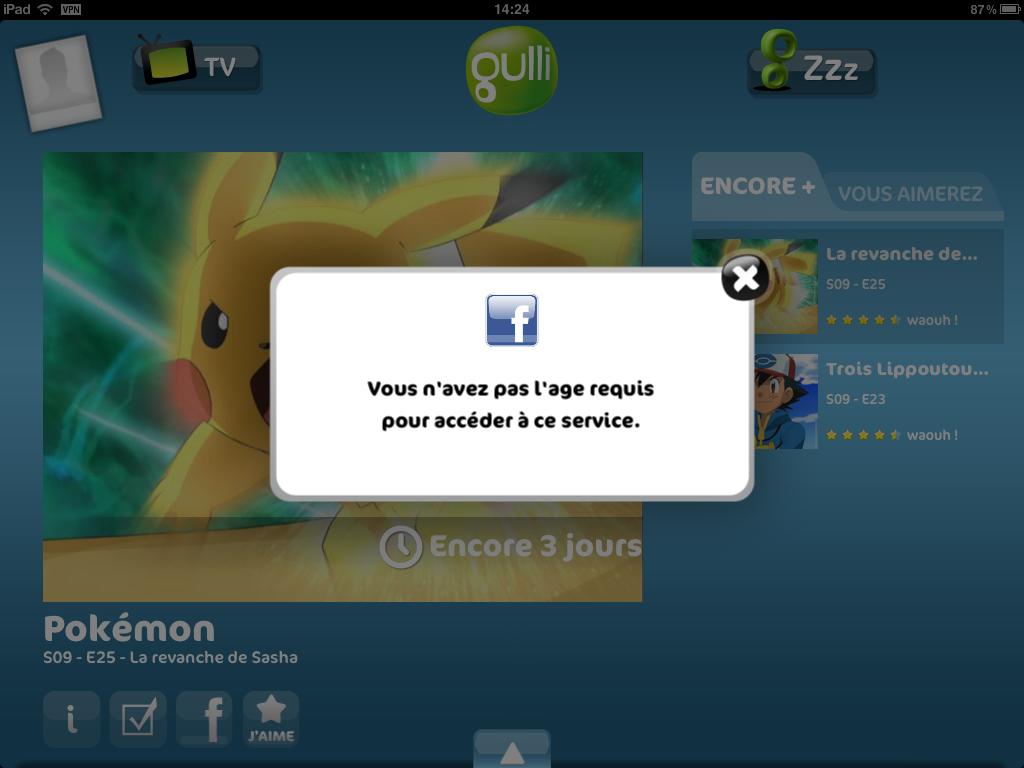 iPad VPN 14:24 87%
TV
gulli
ZZz
ENCORE +
VOUS AIMEREZ
La revanche de...
S09 - E25
waouh !
Trois Lippoutou...
S09 - E23
waouh !
f
Vous n'avez pas l'age requis
pour accéder à ce service.
Encore 3 jours
Pokémon
S09 - E25 - La revanche de Sasha
i
f
J'AIME